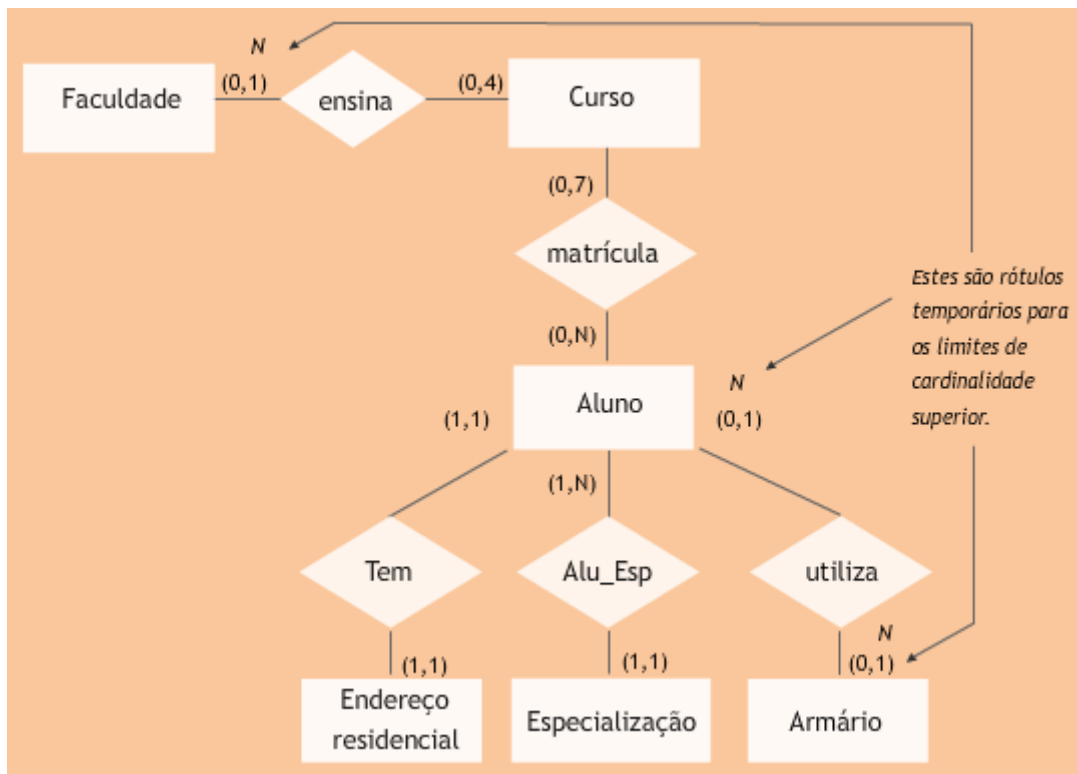 N
Faculdade
(0,1)
ensina
(0,4)
Curso
(0,7)
matrícula
(0,N)
Estes são rótulos
temporários para
os limites de
cardinalidade
superior.
Aluno
N
(1,1)
(0,1)
(1,N)
Tem
Alu_Esp
utiliza
N
(1,1)
(1,1)
(0,1)
Endereço
residencial
Especialização
Armário